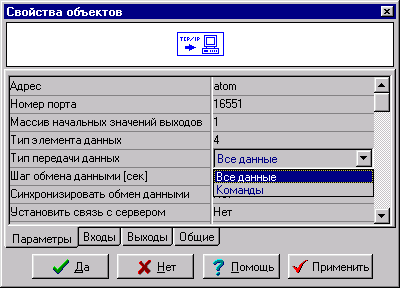 Свойства объектов
TCP/IP
Адрес atom
Номер порта 16551
Массив начальных значений выходов 1
Тип элемента данных 4
Тип передачи данных Все данные
Шаг обмена данными [сек] Все данные
Синхронизировать обмен данными Команды
Установить связь с сервером Нет
Параметры Входы Выходы Общие
Да Нет Помощь Применить